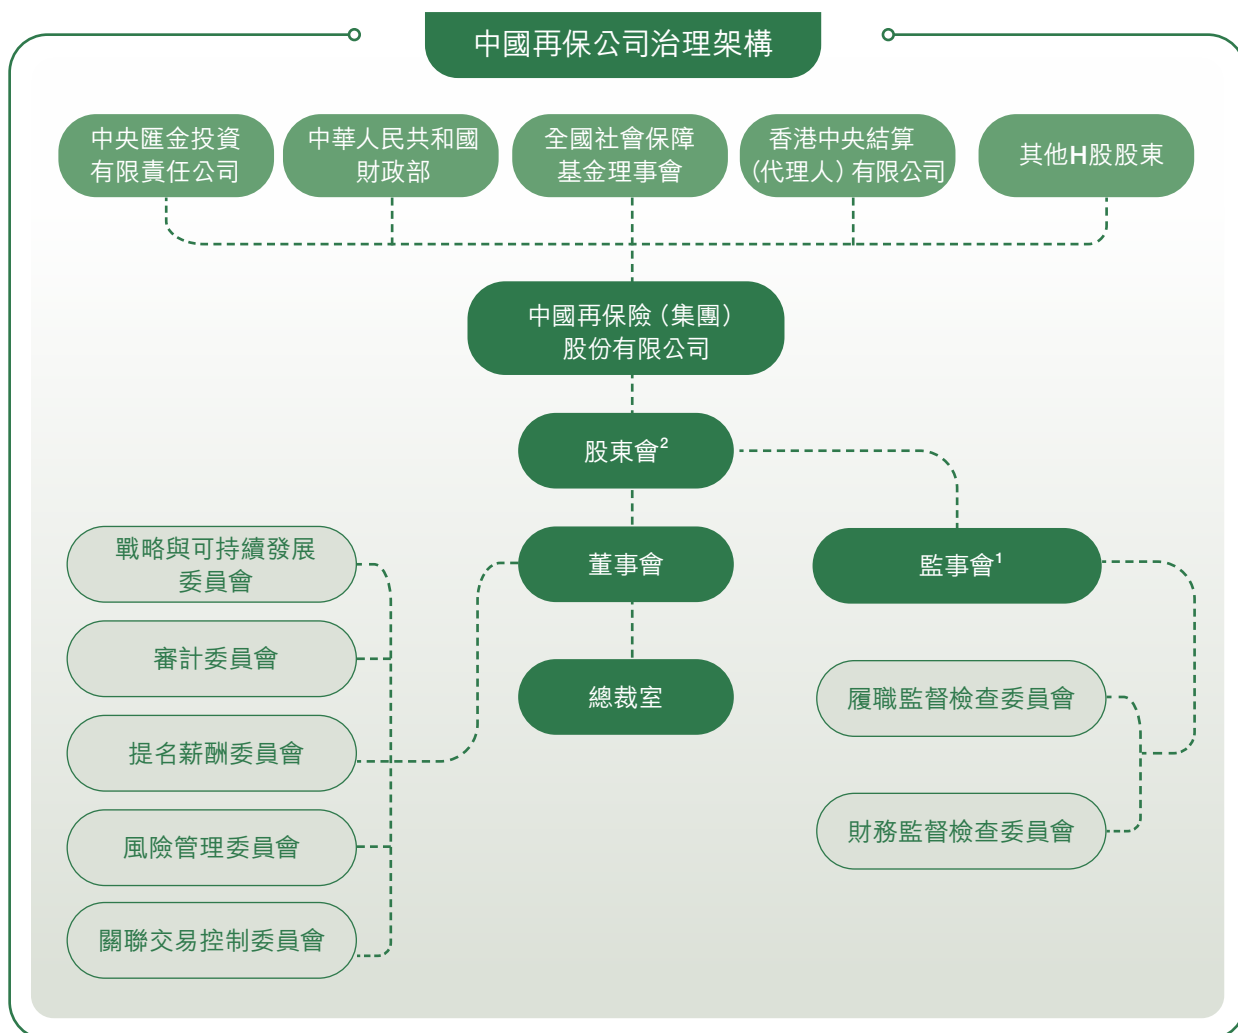 中國再保公司治理架構
中央匯金投資
有限責任公司
中華人民共和國
財政部
全國社會保障
基金理事會
香港中央結算
（代理人）有限公司
其他H股股東
中國再保險（集團）
股份有限公司
股東會²
董事會
監事會¹
總裁室
戰略與可持續發展
委員會
審計委員會
提名薪酬委員會
風險管理委員會
關聯交易控制委員會
履職監督檢查委員會
財務監督檢查委員會